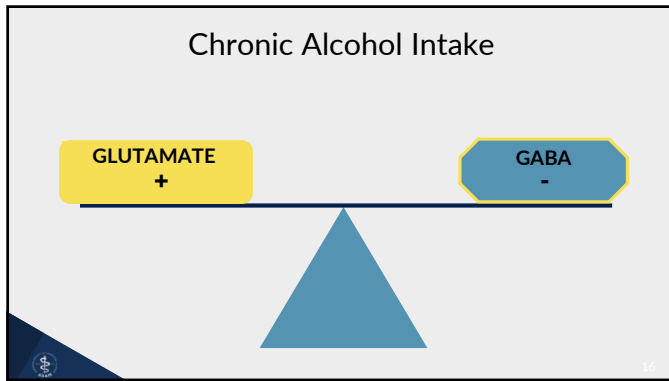 Chronic Alcohol Intake
GLUTAMATE
+
GABA
-
16